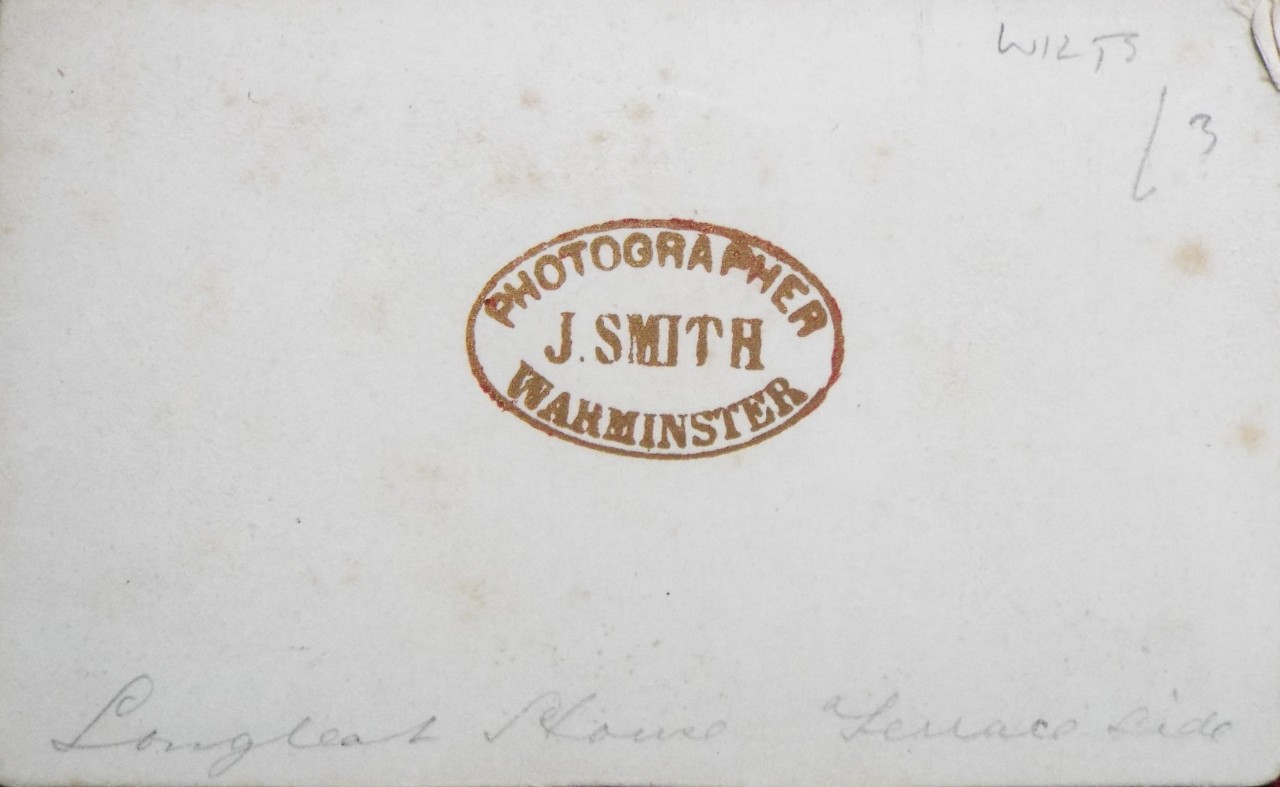 WILTS
/3
PHOTOGRAPHER
J. SMITH
WARMINSTER
Longleat House Terrace side